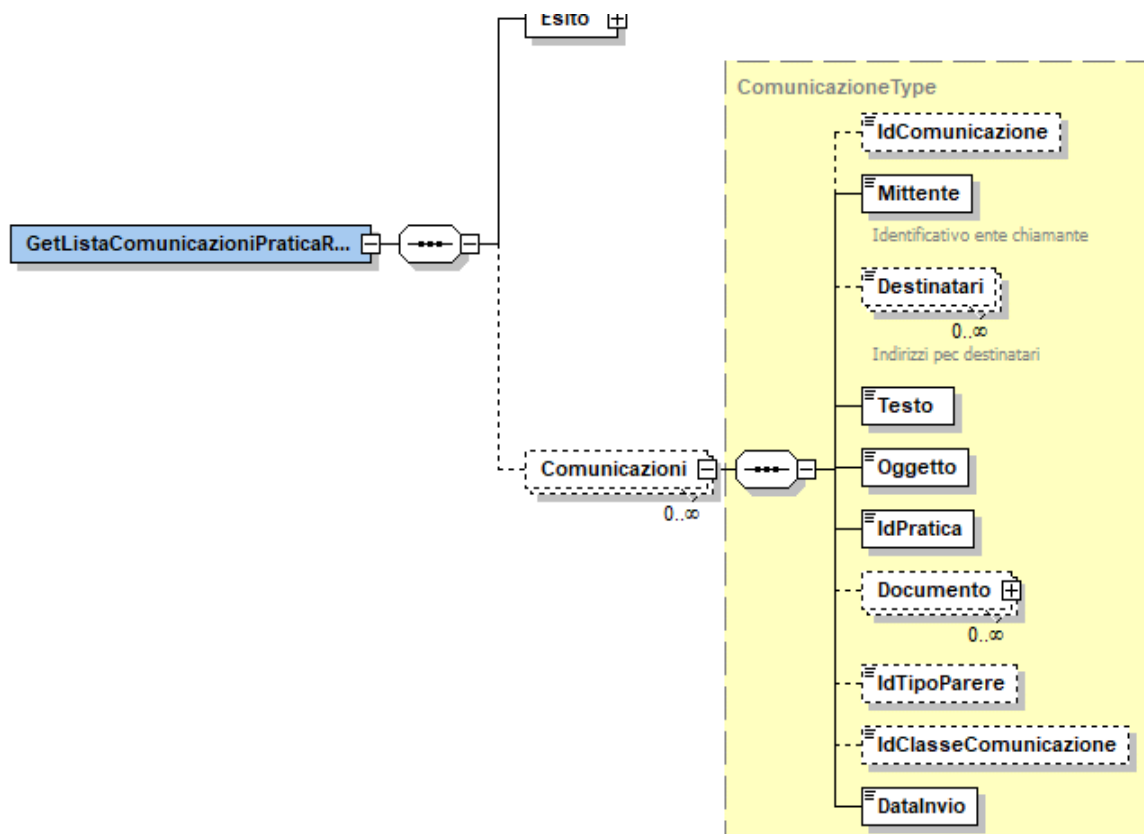 Esito
ComunicazioneType
IdComunicazione
Mittente
Identificativo ente chiamante
GetListaComunicazioniPraticaR...
Destinatari
0..∞
Indirizzi pec destinatari
Testo
Comunicazioni
0..∞
Oggetto
IdPratica
Documento
0..∞
IdTipoParere
IdClasseComunicazione
DataInvio